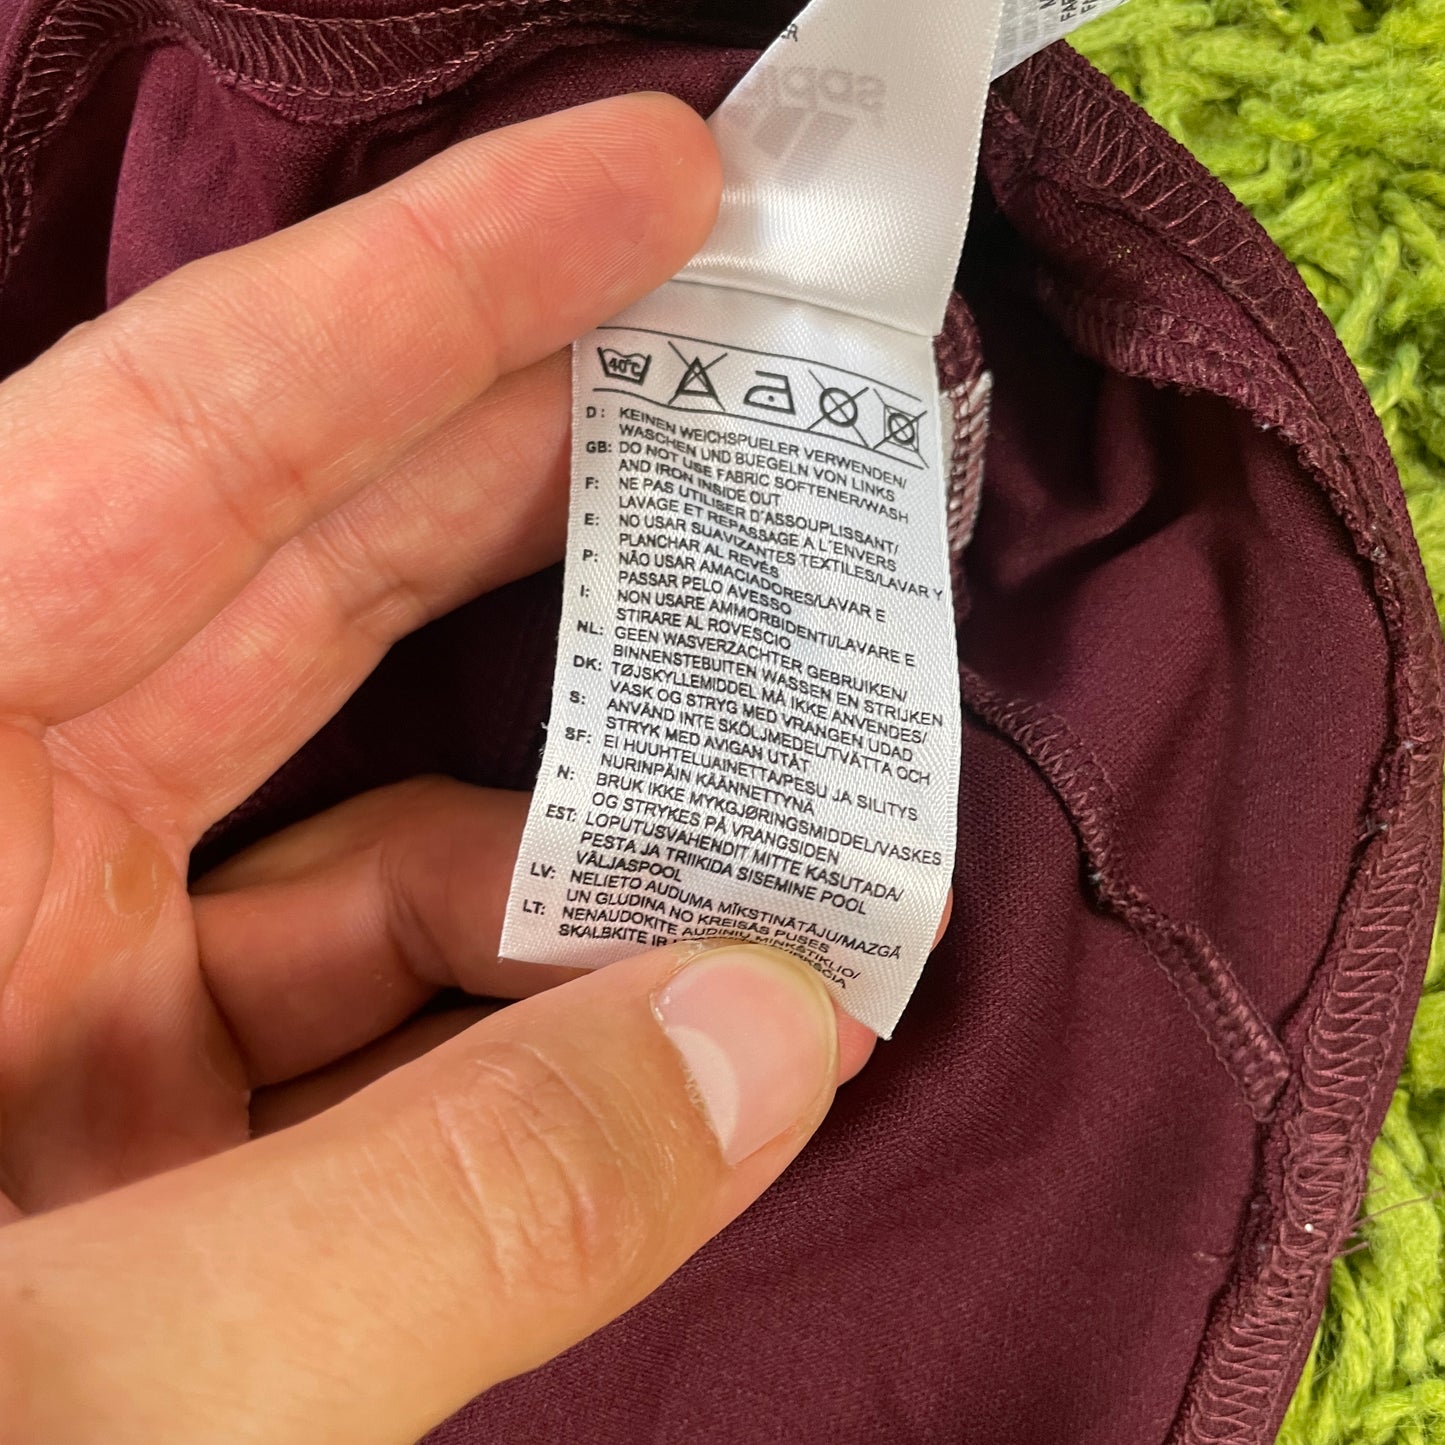 adidas
40°C
D: KEINEN WEICHSPUELER VERWENDEN/
WASCHEN UND BUEGELN VON LINKS
GB: DO NOT USE FABRIC SOFTENER/WASH
AND IRON INSIDE OUT
F: NE PAS UTILISER D'ASSOUPLISSANT/
LAVAGE ET REPASSAGE A L'ENVERS
E: NO USAR SUAVIZANTES TEXTILES/LAVAR Y
PLANCHAR AL REVÉS
P: NÃO USAR AMACIADORES/LAVAR E
PASSAR PELO AVESSO
I: NON USARE AMMORBIDENTI/LAVARE E
STIRARE AL ROVESCIO
NL: GEEN WASVERZACHTER GEBRUIKEN/
BINNENSTEBUITEN WASSEN EN STRIJKEN
DK: TØJSKYLLEMIDDEL MÅ IKKE ANVENDES/
VASK OG STRYG MED VRANGEN UDAD
S: ANVÄND INTE SKÖLJMEDEL/TVÄTTA OCH
STRYK MED AVIGAN UTÅT
SF: EI HUUHTELUAINETTA/PESU JA SILITYS
NURINPÄIN KÄÄNNETTYNÄ
N: BRUK IKKE MYKGJØRINGSMIDDEL/VASKES
OG STRYKES PÅ VRANGSIDEN
EST: LOPUTUSVAHENDIT MITTE KASUTADA/
PESTA JA TRIIKIDA SISEMINE POOL
VÄLJASPOOL
LV: NELIETO AUDUMA MĪKSTINĀTĀJU/MAZGĀ
UN GLUDINA NO KREISĀS PUSES
LT: NENAUDOKITE AUDINIŲ MINKŠTIKLIO/
SKALBKITE IR